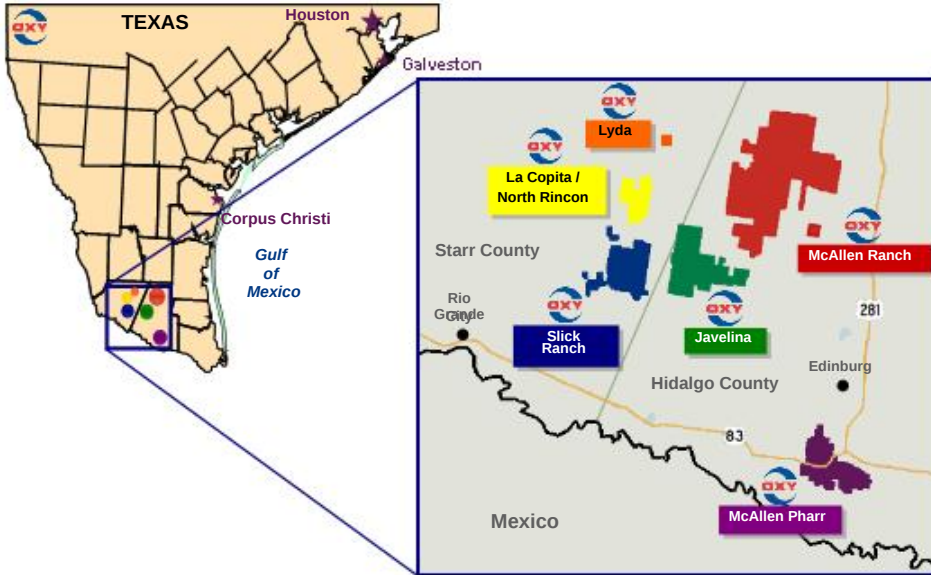 OXY
TEXAS
Houston
Galveston
Corpus Christi
Gulf
of
Mexico
OXY
Lyda
OXY
La Copita /
North Rincon
Starr County
OXY
McAllen Ranch
Rio
Grande
City
OXY
Slick
Ranch
OXY
Javelina
281
Hidalgo County
Edinburg
83
OXY
McAllen Pharr
Mexico